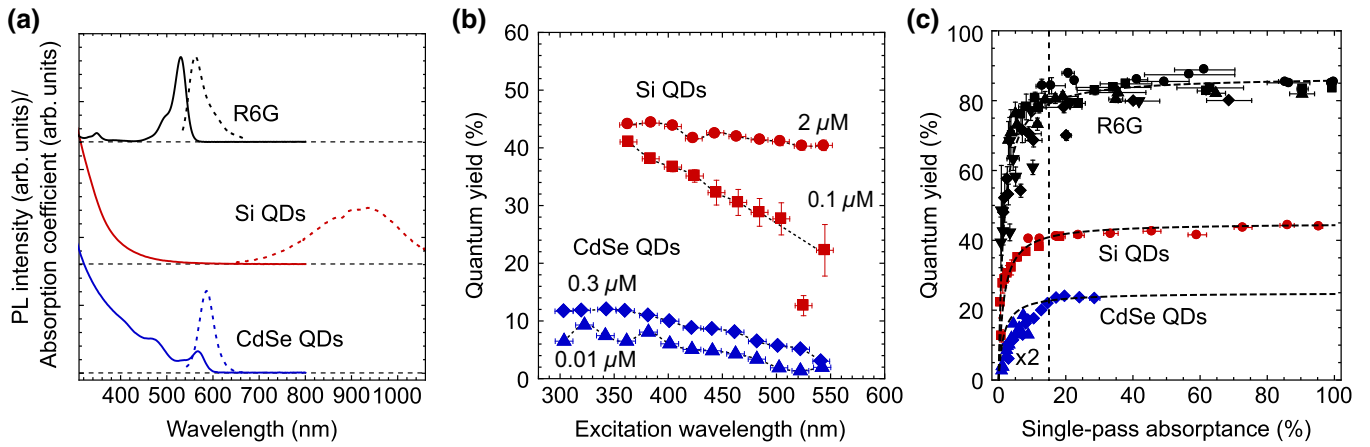 (a)
PL intensity (arb. units)/
Absorption coefficient (arb. units)
R6G
Si QDs
CdSe QDs
400 500 600 700 800 900 1000
Wavelength (nm)
(b)
Quantum yield (%)
60
50
40
30
20
10
0
Si QDs
2 µM
0.1 µM
CdSe QDs
0.3 µM
0.01 µM
300 350 400 450 500 550 600
Excitation wavelength (nm)
(c)
Quantum yield (%)
100
80
60
40
20
0
R6G
Si QDs
CdSe QDs
x2
0 20 40 60 80 100
Single-pass absorptance (%)